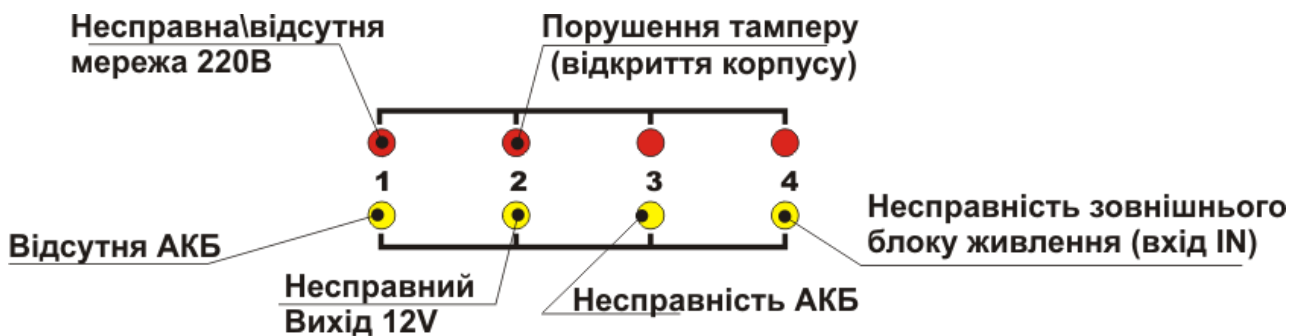 Несправна\відсутня
мережа 220В
Порушення тамперу
(відкриття корпусу)
1 2 3 4
Відсутня АКБ
Несправний
Вихід 12V
Несправність АКБ
Несправність зовнішнього
блоку живлення (вхід IN)